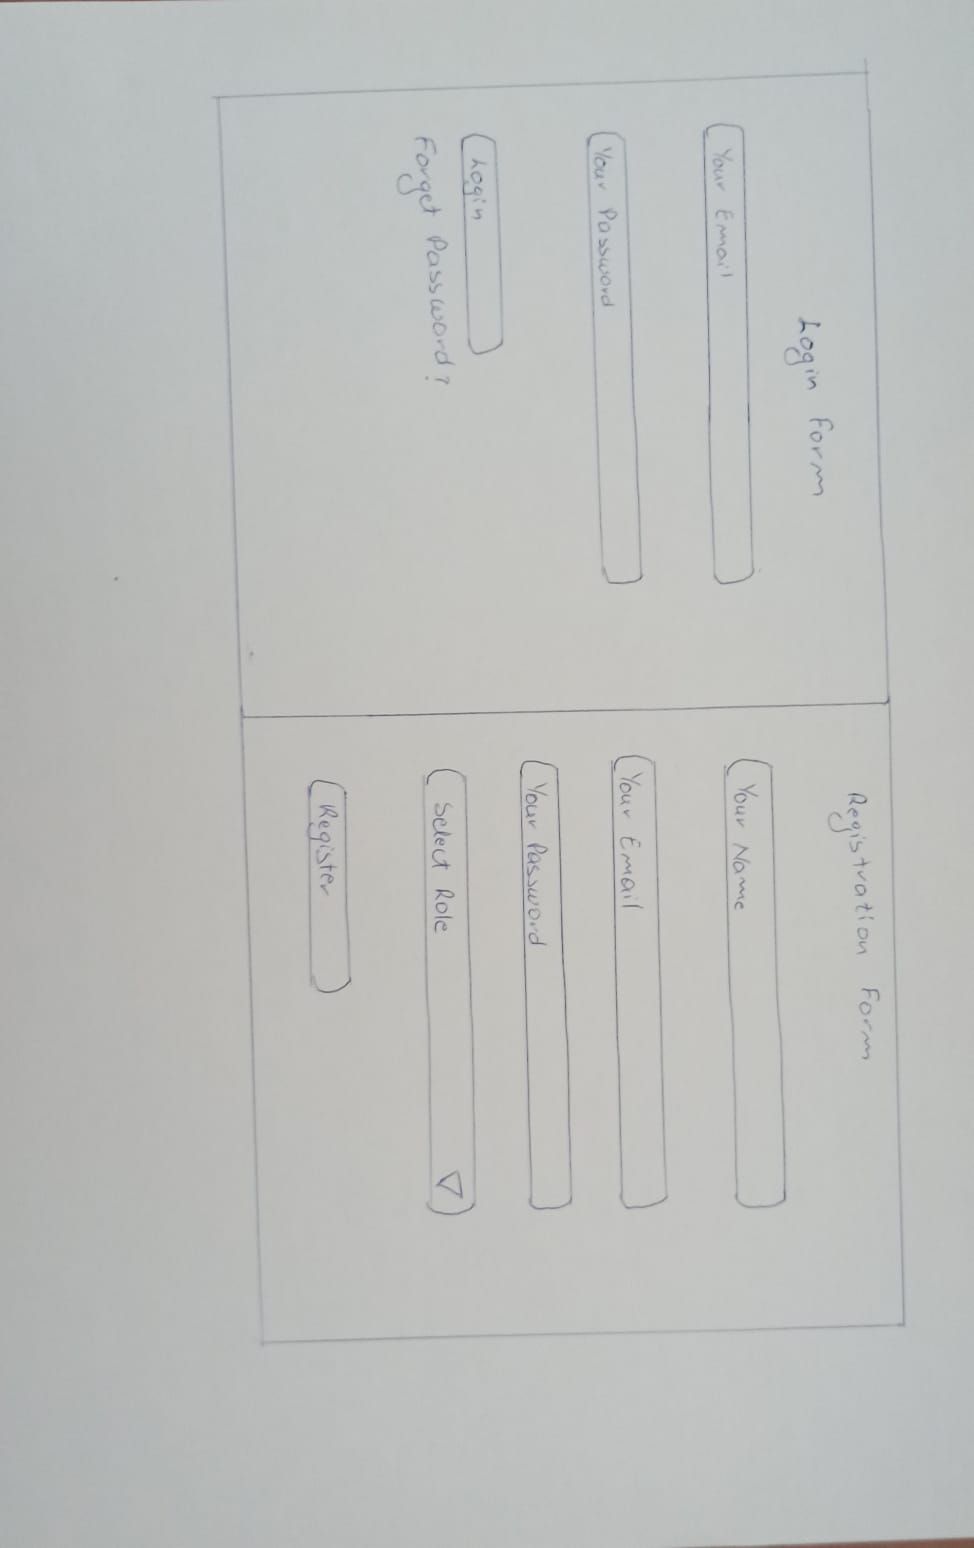 Login Form
Your Email
Your Password
Login
Forget Password?
Registration Form
Your Name
Your Email
Your Password
Select Role
Register